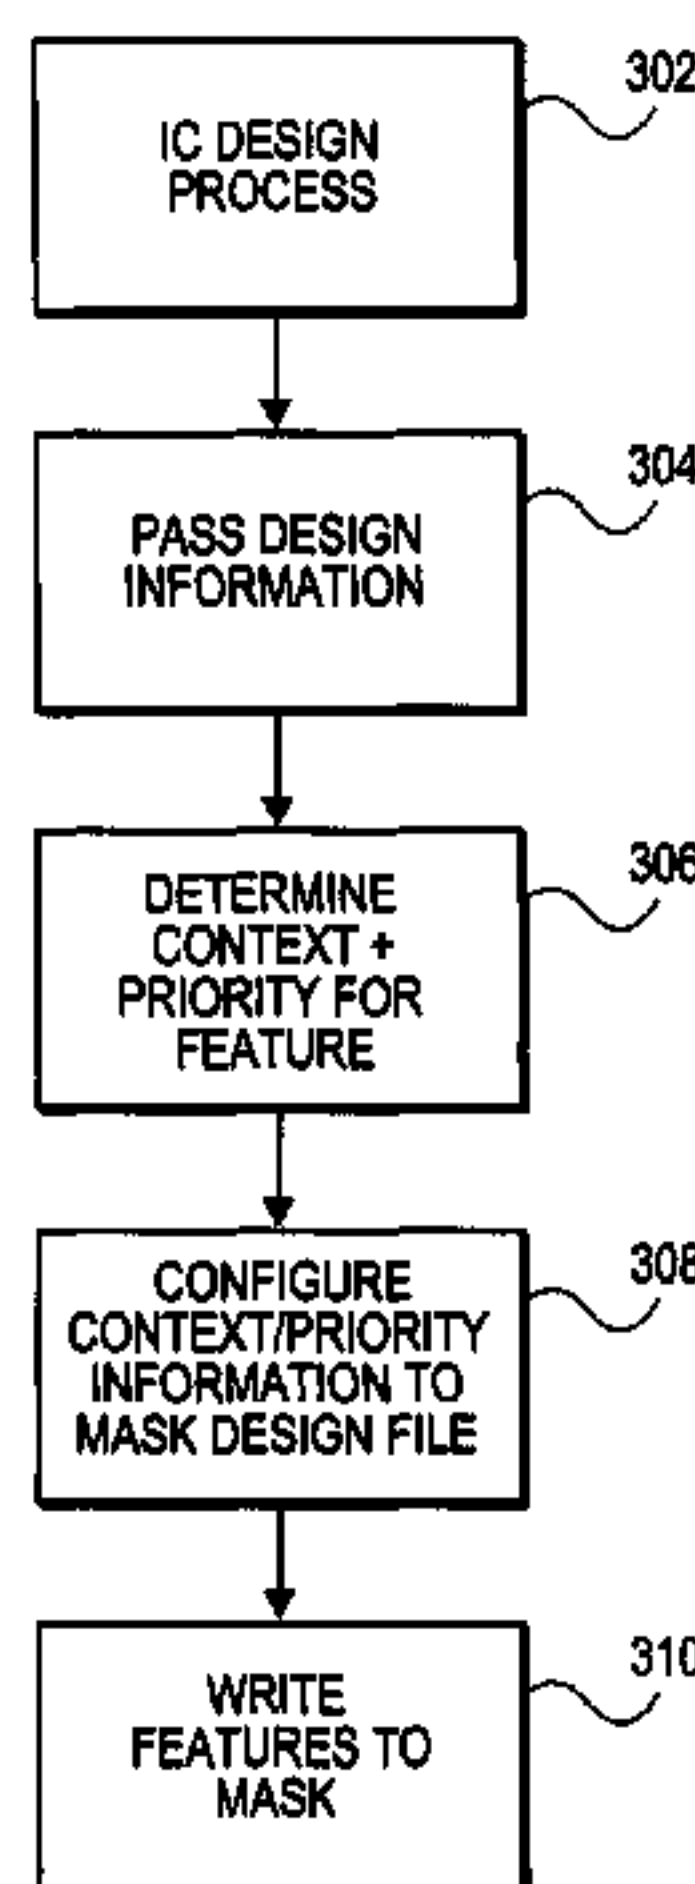 IC DESIGN
PROCESS
302
PASS DESIGN
INFORMATION
304
DETERMINE
CONTEXT +
PRIORITY FOR
FEATURE
306
CONFIGURE
CONTEXT/PRIORITY
INFORMATION TO
MASK DESIGN FILE
308
WRITE
FEATURES TO
MASK
310